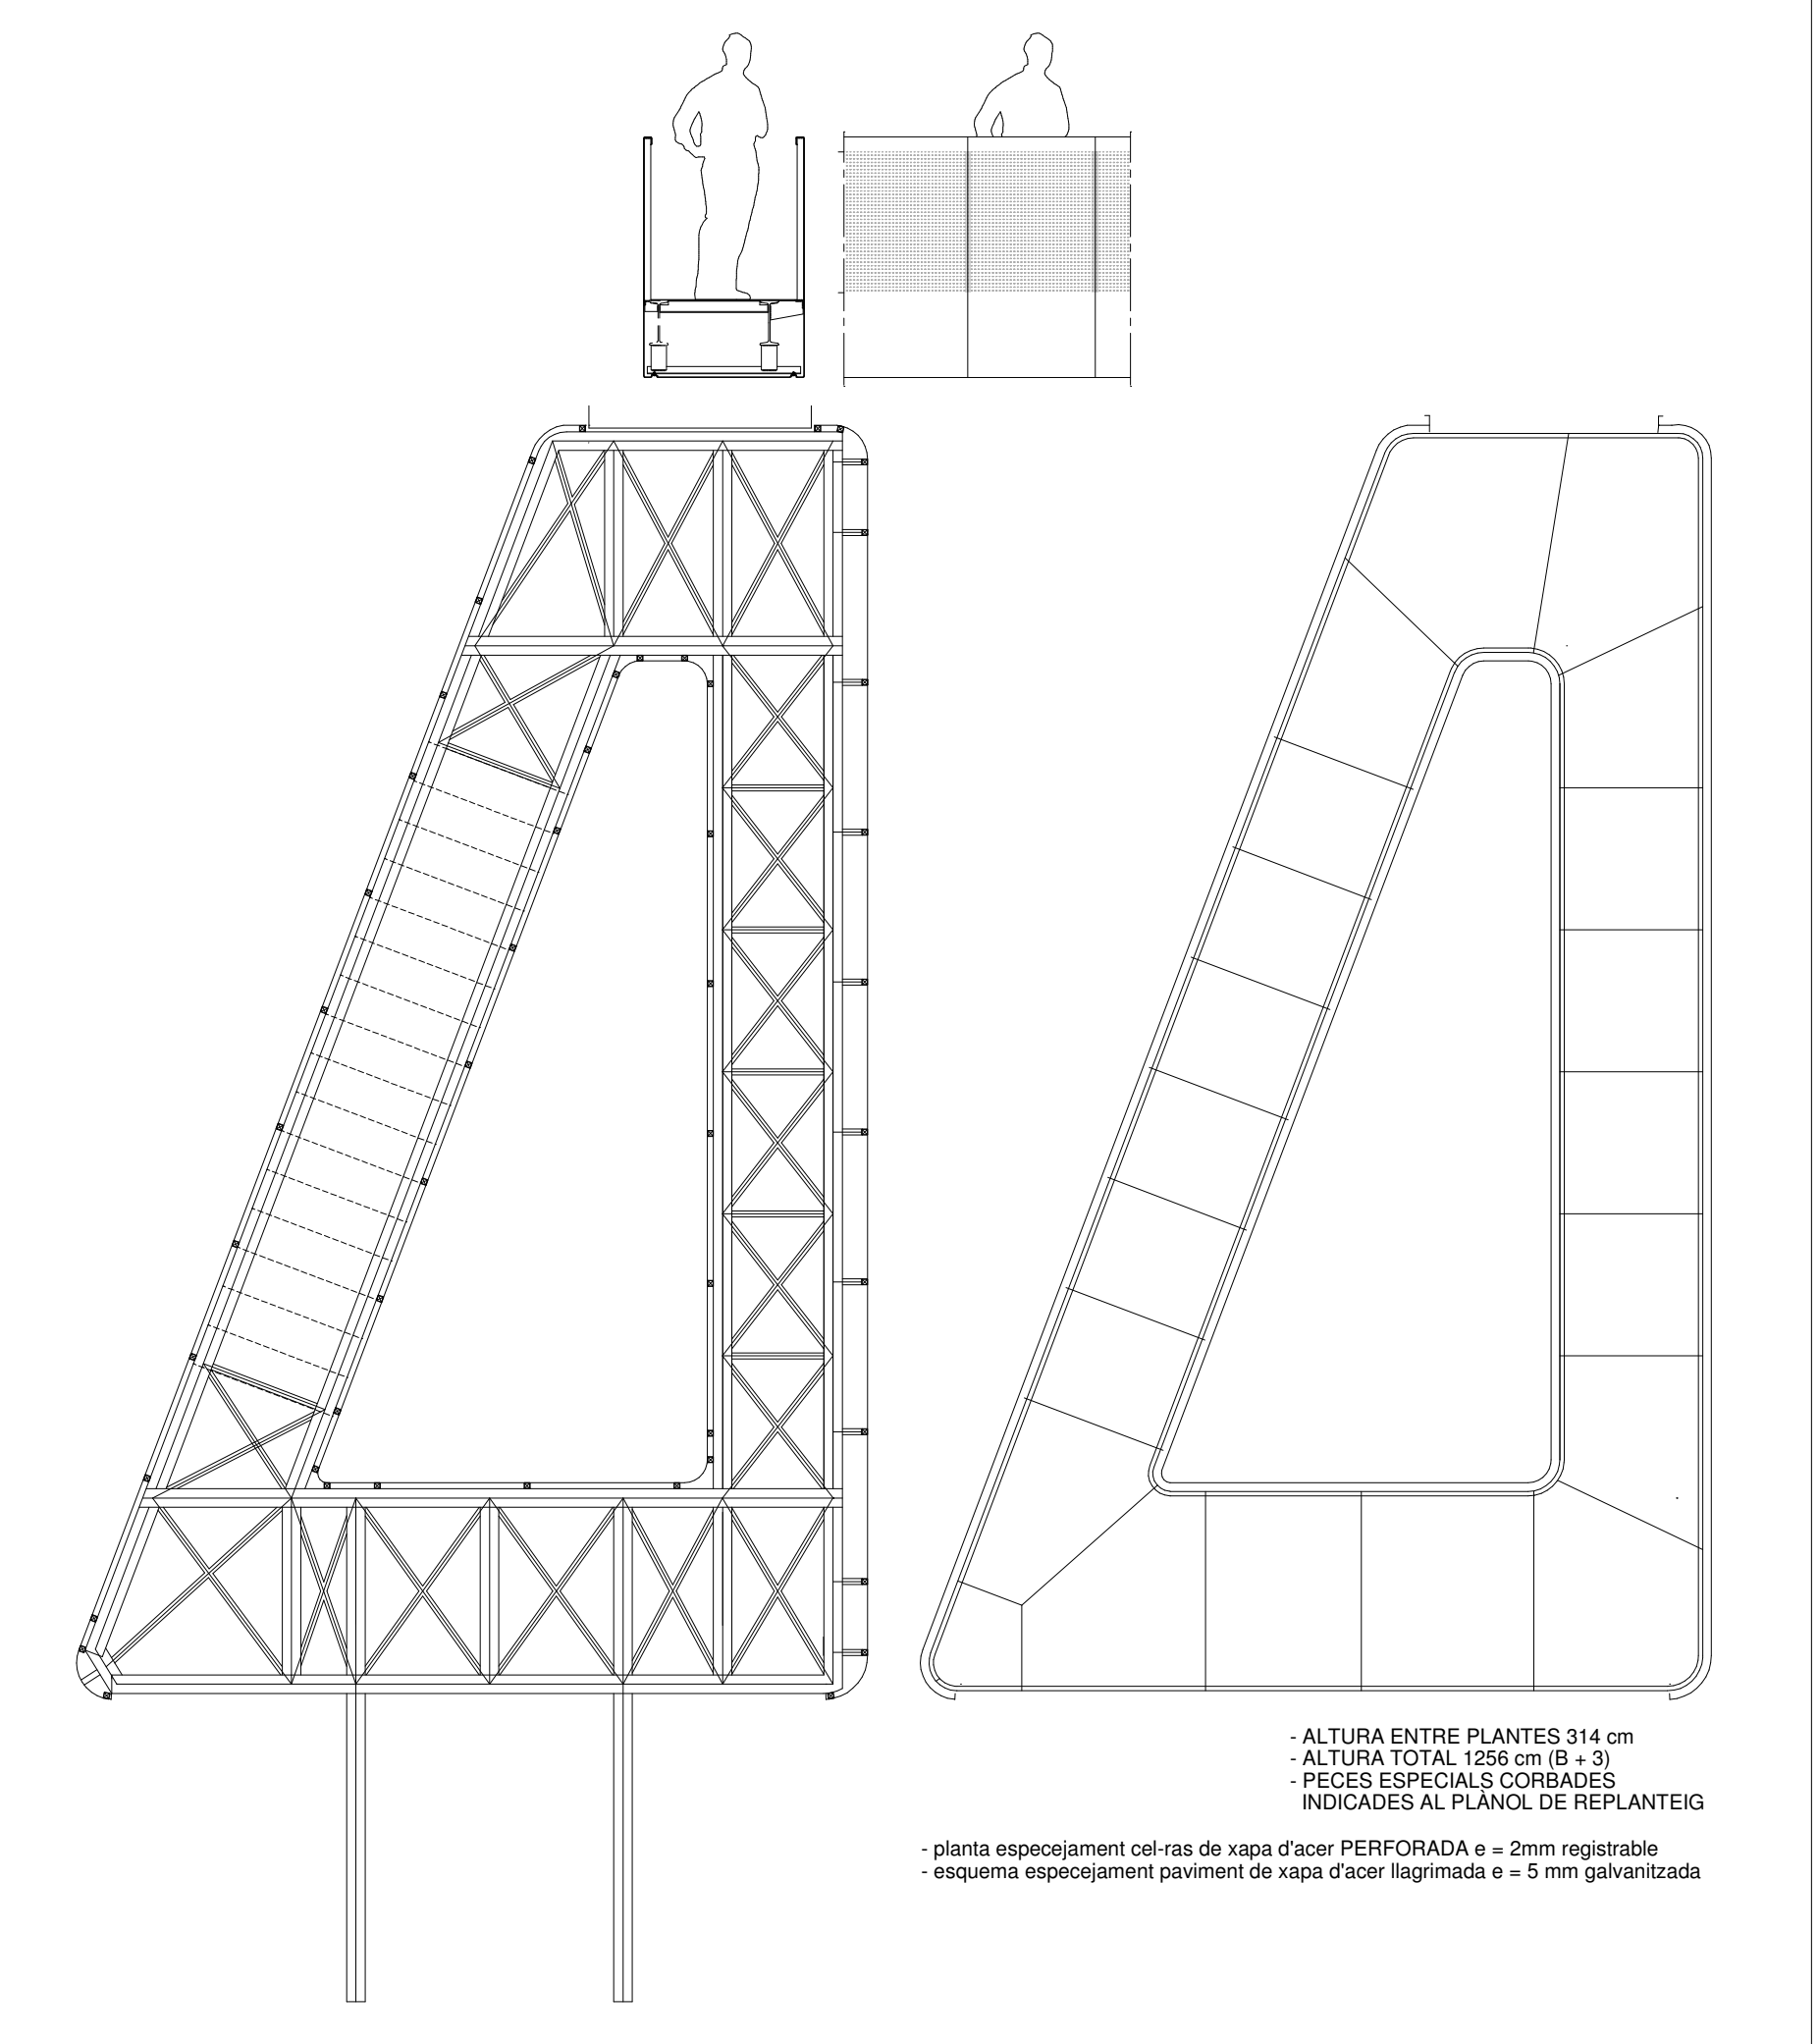 - ALTURA ENTRE PLANTES 314 cm
- ALTURA TOTAL 1256 cm (B + 3)
- PECES ESPECIALS CORBADES
INDICADES AL PLÀNOL DE REPLANTEIG
- planta especejament cel-ras de xapa d'acer PERFORADA e = 2mm registrable
- esquema especejament paviment de xapa d'acer llagrimada e = 5 mm galvanitzada